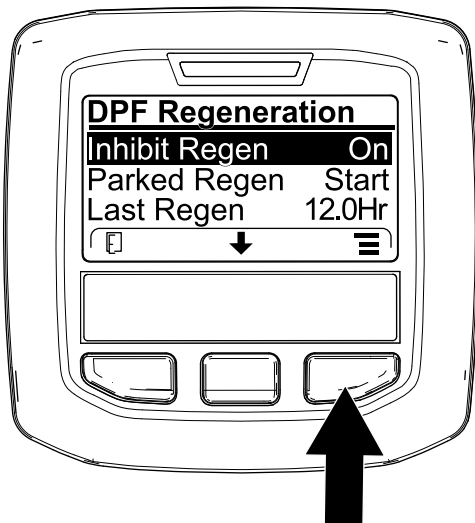 DPF Regeneration
Inhibit Regen On
Parked Regen Start
Last Regen 12.0Hr